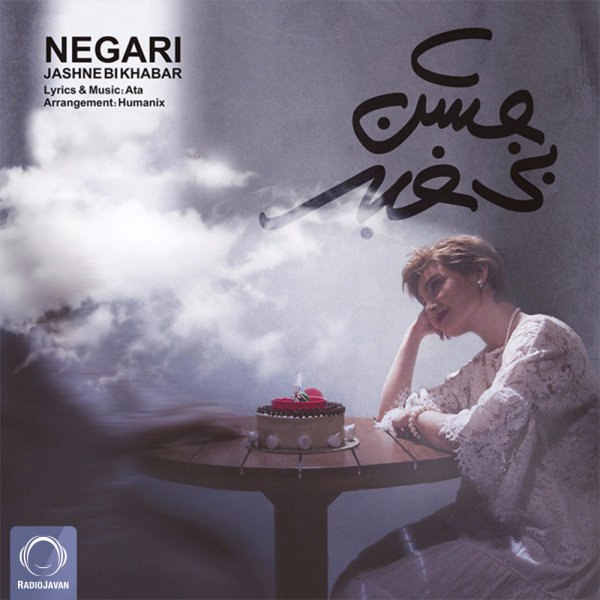 NEGARI
JASHNE BI KHABAR
Lyrics & Music: Ata
Arrangement: Humanix
جشن
بی خبر
RADIOJAVAN